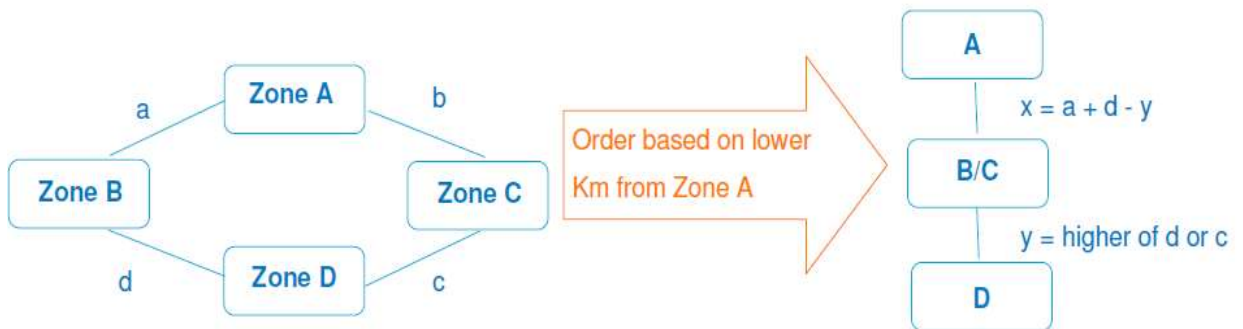 Zone A
a
b
Zone B
Zone C
d
Zone D
c
Order based on lower
Km from Zone A
A
x = a + d - y
B/C
y = higher of d or c
D